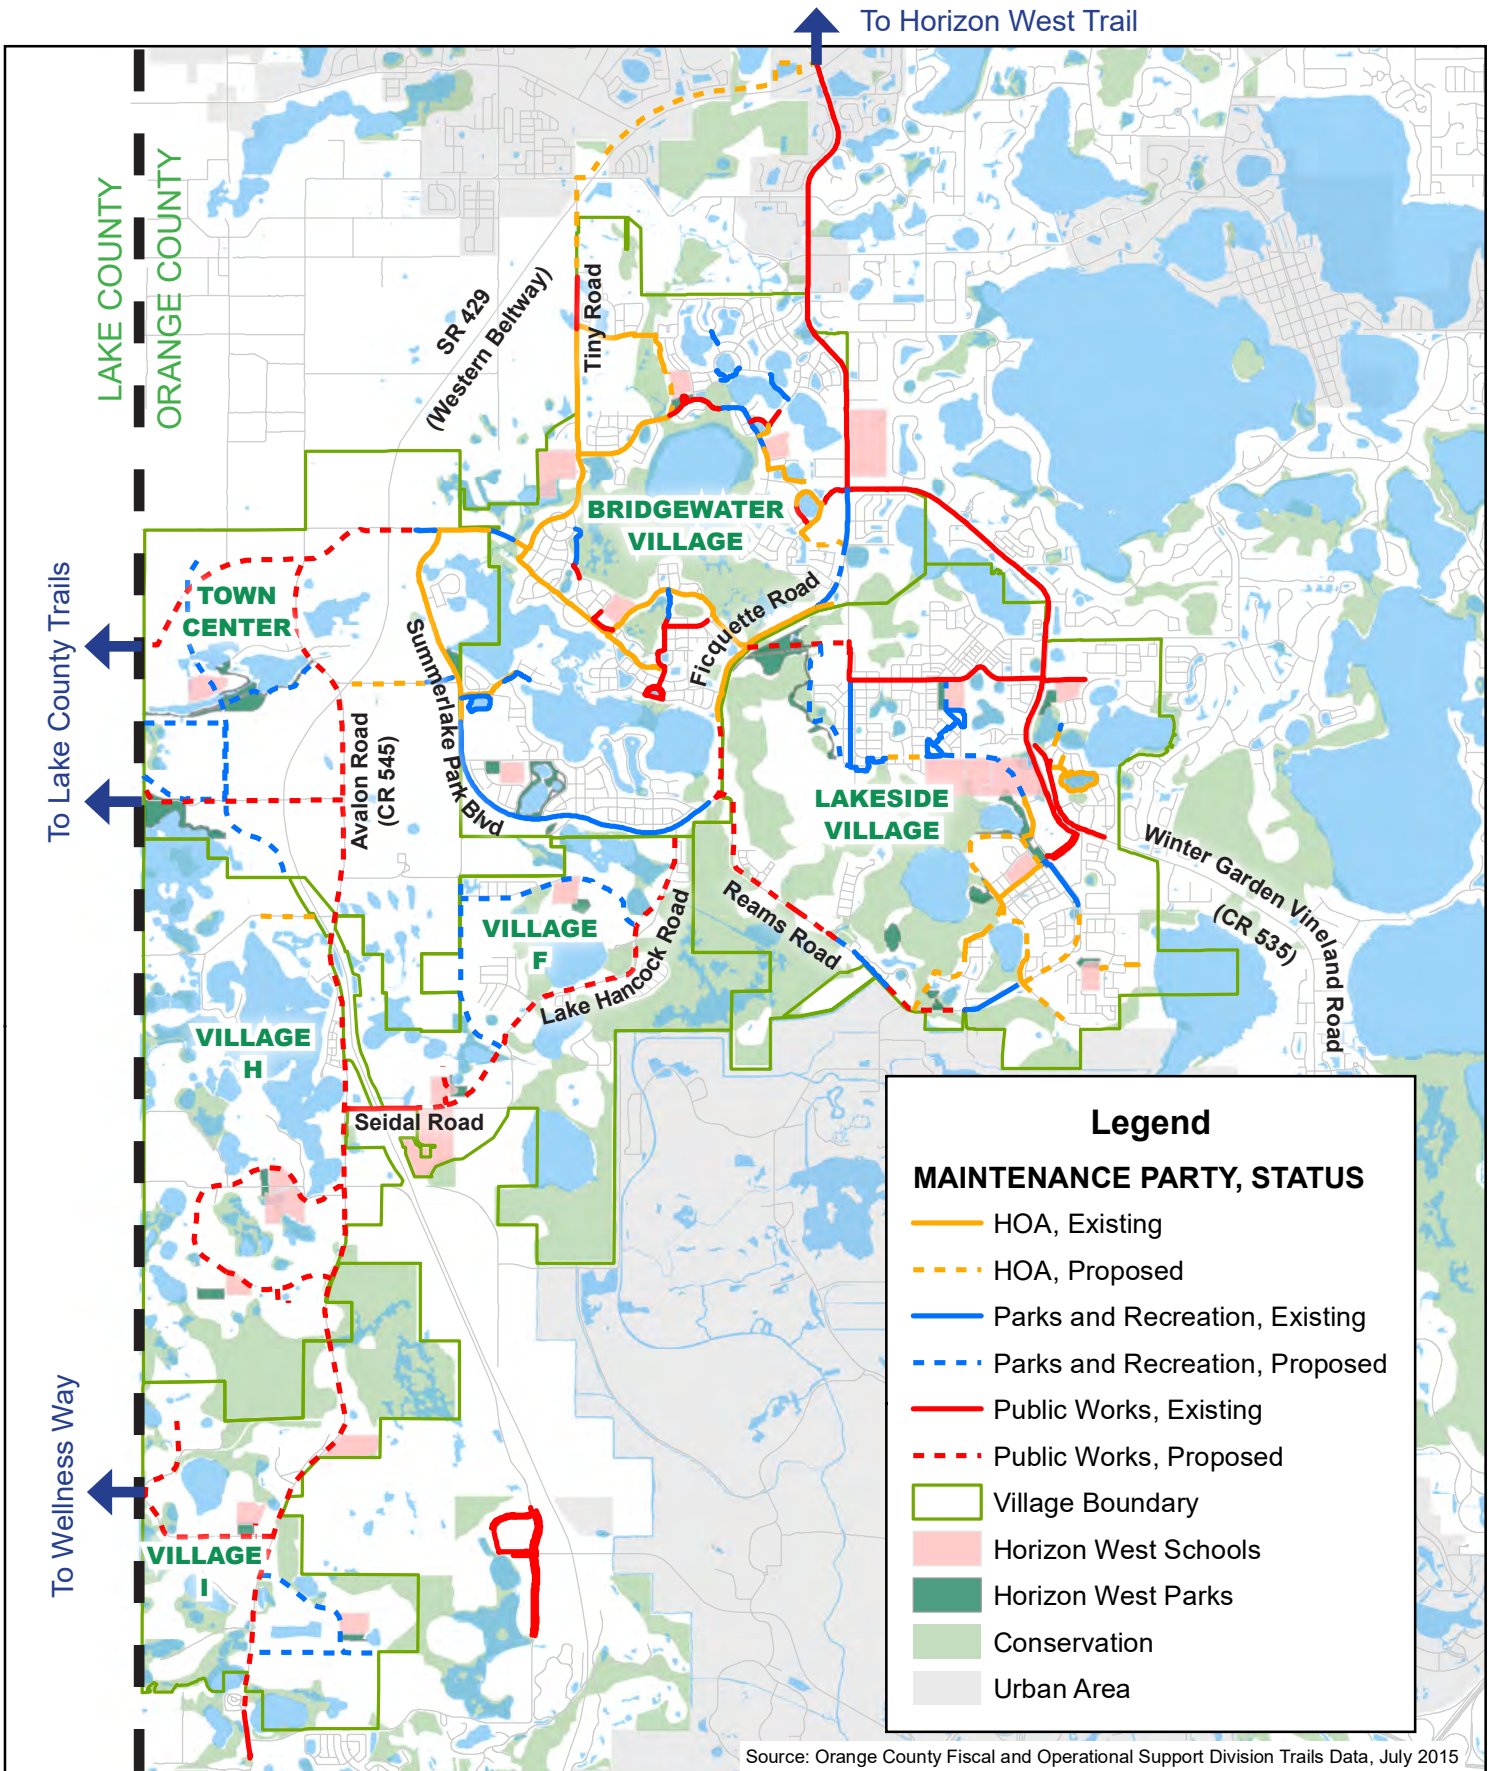 To Horizon West Trail
LAKE COUNTY
ORANGE COUNTY
SR 429
(Western Beltway)
Tiny Road
BRIDGEWATER
VILLAGE
TOWN
CENTER
To Lake County Trails
Summerlake Park Blvd
Ficquette Road
Avalon Road
(CR 545)
LAKESIDE
VILLAGE
Winter Garden Vineland Road
(CR 535)
Reams Road
VILLAGE
F
Lake Hancock Road
VILLAGE
H
Seidal Road
To Wellness Way
VILLAGE
I
Legend
MAINTENANCE PARTY, STATUS
HOA, Existing
HOA, Proposed
Parks and Recreation, Existing
Parks and Recreation, Proposed
Public Works, Existing
Public Works, Proposed
Village Boundary
Horizon West Schools
Horizon West Parks
Conservation
Urban Area
Source: Orange County Fiscal and Operational Support Division Trails Data, July 2015